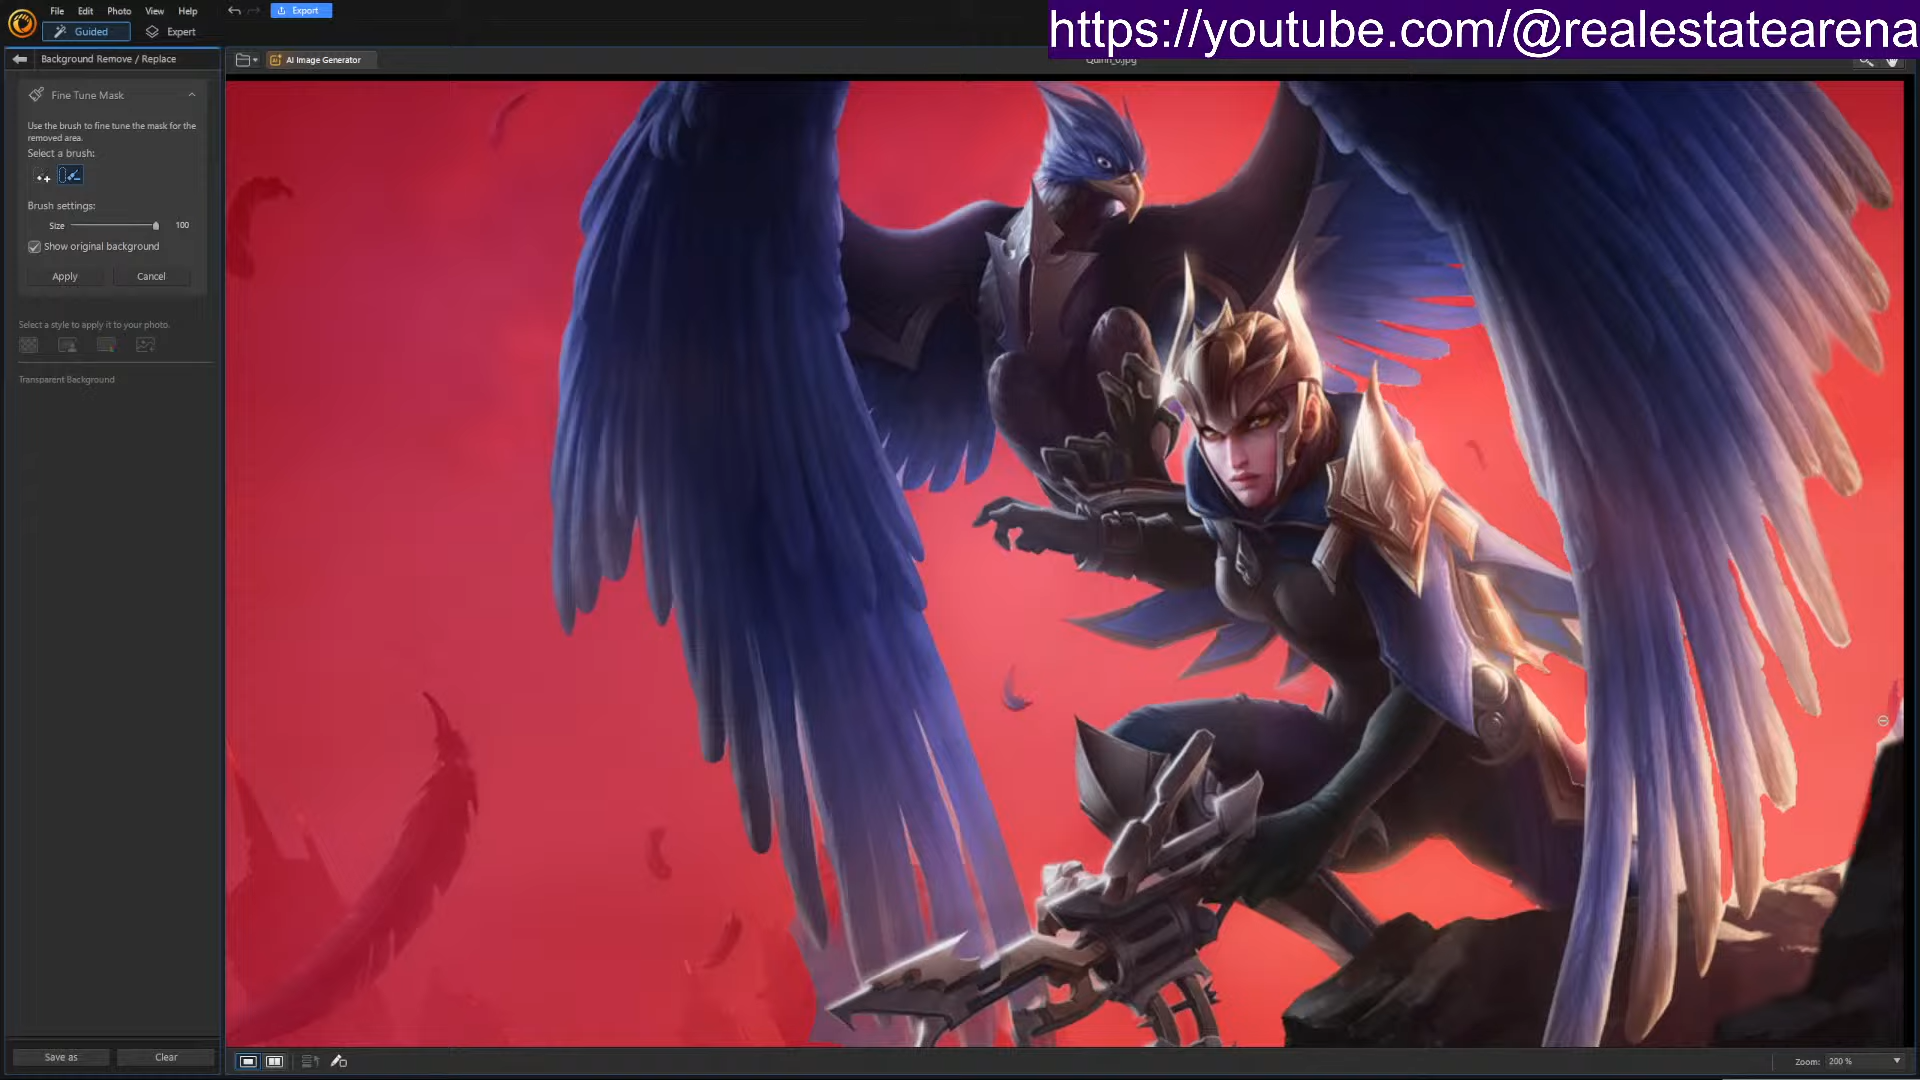 File Edit Photo View Help
Export
https://youtube.com/@realestatearena
Guided
Expert
Background Remove / Replace
AI Image Generator
Quinn_0.jpg
Fine Tune Mask
Use the brush to fine tune the mask for the
removed area.
Select a brush:
Brush settings:
Size 100
Show original background
Apply Cancel
Select a style to apply it to your photo.
Transparent Background
Save as Clear
Zoom: 200 %